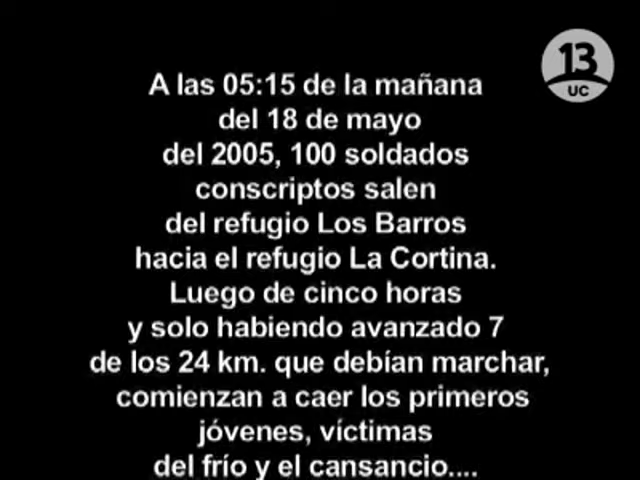 13
UC
A las 05:15 de la mañana
del 18 de mayo
del 2005, 100 soldados
conscriptos salen
del refugio Los Barros
hacia el refugio La Cortina.
Luego de cinco horas
y solo habiendo avanzado 7
de los 24 km. que debían marchar,
comienzan a caer los primeros
jóvenes, víctimas
del frío y el cansancio....